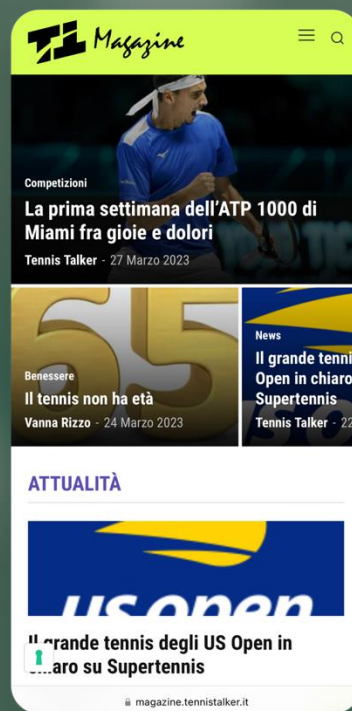 TT Magazine
Competizioni
La prima settimana dell'ATP 1000 di
Miami fra gioie e dolori
Tennis Talker - 27 Marzo 2023
65
Benessere
Il tennis non ha età
Vanna Rizzo - 24 Marzo 2023
News
Il grande tenni
Open in chiaro
Supertennis
Tennis Talker - 22
ATTUALITÀ
us open
Il grande tennis degli US Open in
chiaro su Supertennis
magazine.tennistalker.it